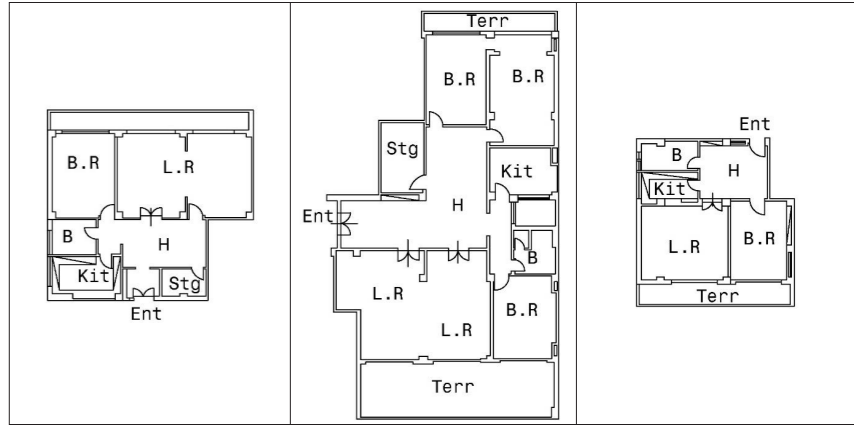 B.R
L.R
B
H
Kit
Stg
Ent
Terr
B.R
B.R
Stg
Kit
Ent
H
B
L.R
L.R
B.R
Terr
Ent
B
H
Kit
L.R
B.R
Terr